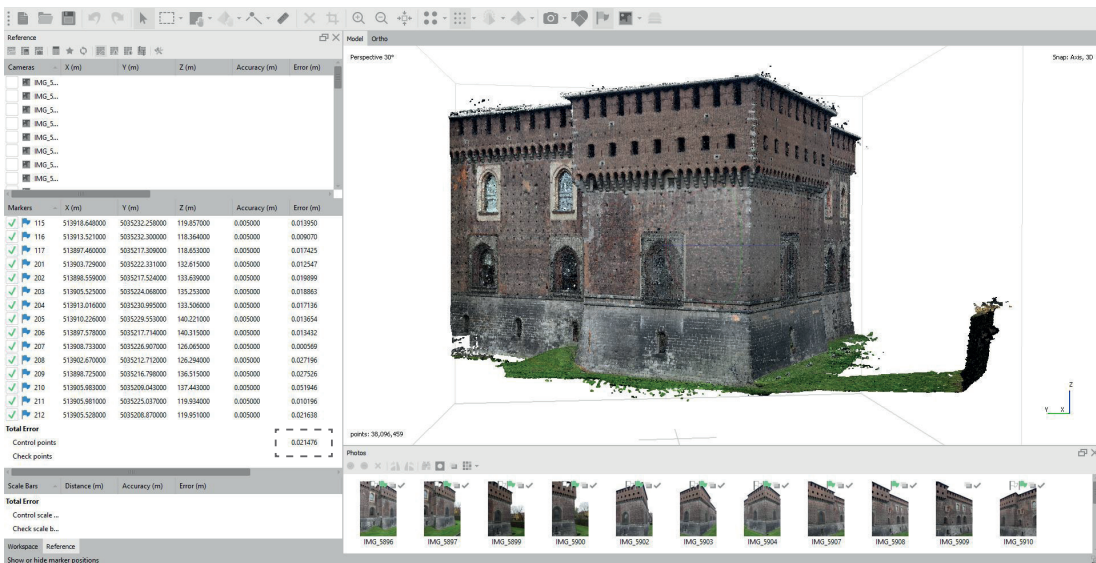 Reference
Model Ortho
Cameras X (m) Y (m) Z (m) Accuracy (m) Error (m)
IMG_5...
IMG_5...
IMG_5...
IMG_5...
IMG_5...
IMG_5...
IMG_5...
IMG_5...
Perspective 30°
Snap: Axis, 3D
Markers X (m) Y (m) Z (m) Accuracy (m) Error (m)
115 513918.648000 5035232.258000 119.857000 0.005000 0.013950
116 513913.521000 5035232.300000 118.364000 0.005000 0.009070
117 513897.460000 5035217.309000 118.653000 0.005000 0.017425
201 513903.729000 5035222.331000 132.615000 0.005000 0.012547
202 513898.559000 5035217.524000 133.639000 0.005000 0.019899
203 513905.525000 5035224.068000 135.253000 0.005000 0.018863
204 513913.016000 5035230.995000 133.506000 0.005000 0.017136
205 513910.226000 5035229.553000 140.221000 0.005000 0.013654
206 513897.578000 5035217.714000 140.315000 0.005000 0.013432
207 513908.733000 5035226.907000 126.065000 0.005000 0.000569
208 513902.670000 5035212.712000 126.294000 0.005000 0.027196
209 513898.725000 5035216.798000 136.515000 0.005000 0.027526
210 513905.983000 5035209.043000 137.443000 0.005000 0.051946
211 513905.981000 5035225.037000 119.934000 0.005000 0.010196
212 513905.528000 5035208.870000 119.951000 0.005000 0.021638
Total Error
Control points 0.021476
Check points
Z
Y X
points: 38,096,459
Scale Bars Distance (m) Accuracy (m) Error (m)
Total Error
Control scale ...
Check scale b...
Workspace Reference
Show or hide marker positions
Photos
IMG_5896 IMG_5897 IMG_5899 IMG_5900 IMG_5902 IMG_5903 IMG_5904 IMG_5907 IMG_5908 IMG_5909 IMG_5910